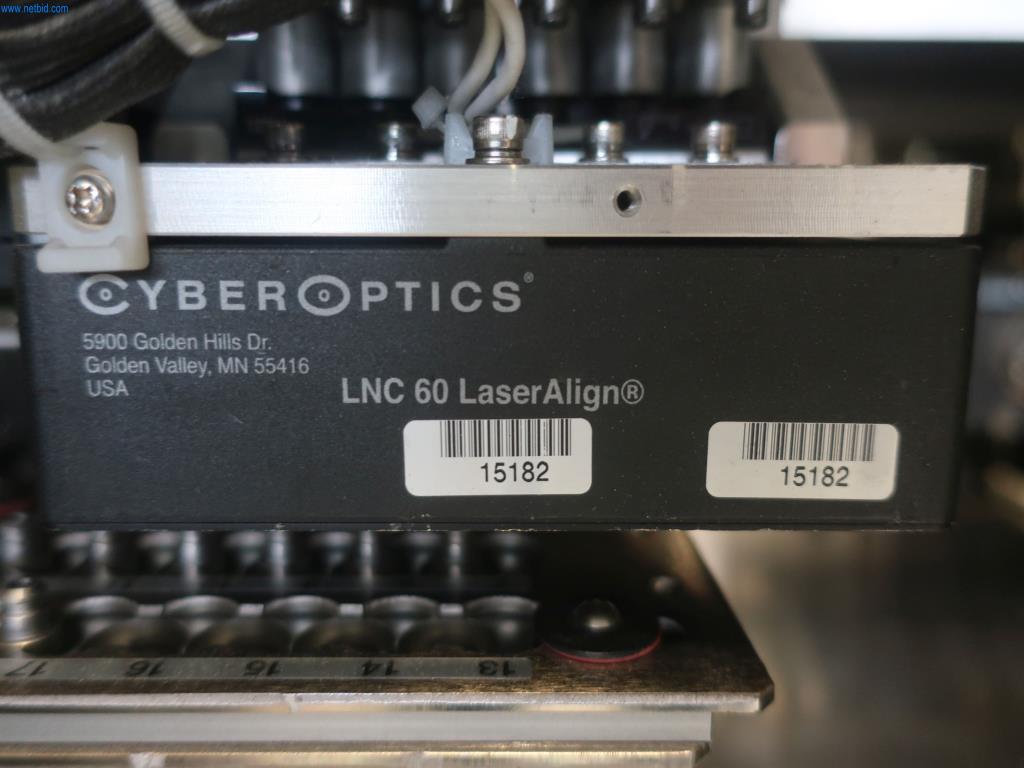 www.netbid.com
CYBEROPTICS®
5900 Golden Hills Dr.
Golden Valley, MN 55416
USA
LNC 60 LaserAlign®
15182
15182
17 16 15 14 13